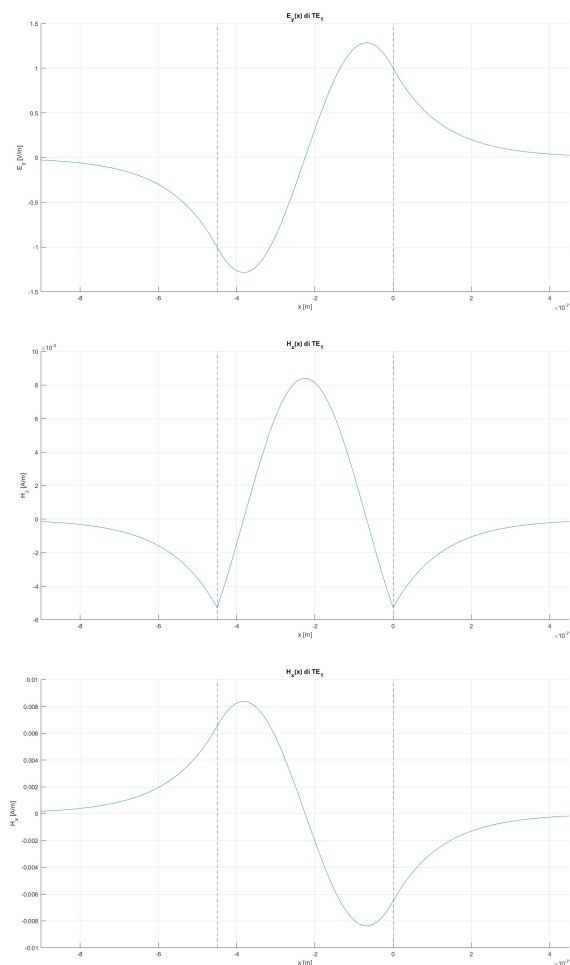 E_y(x) di TE_1
1.5
1
0.5
0
-0.5
-1
-1.5
E_y [V/m]
-8 -6 -4 -2 0 2 4
x [m]
×10^-7
H_z(x) di TE_1
×10^-3
10
8
6
4
2
0
-2
-4
-6
H_z [A/m]
-8 -6 -4 -2 0 2 4
x [m]
×10^-7
H_x(x) di TE_1
0.01
0.008
0.006
0.004
0.002
0
-0.002
-0.004
-0.006
-0.008
-0.01
H_x [A/m]
-8 -6 -4 -2 0 2 4
x [m]
×10^-7